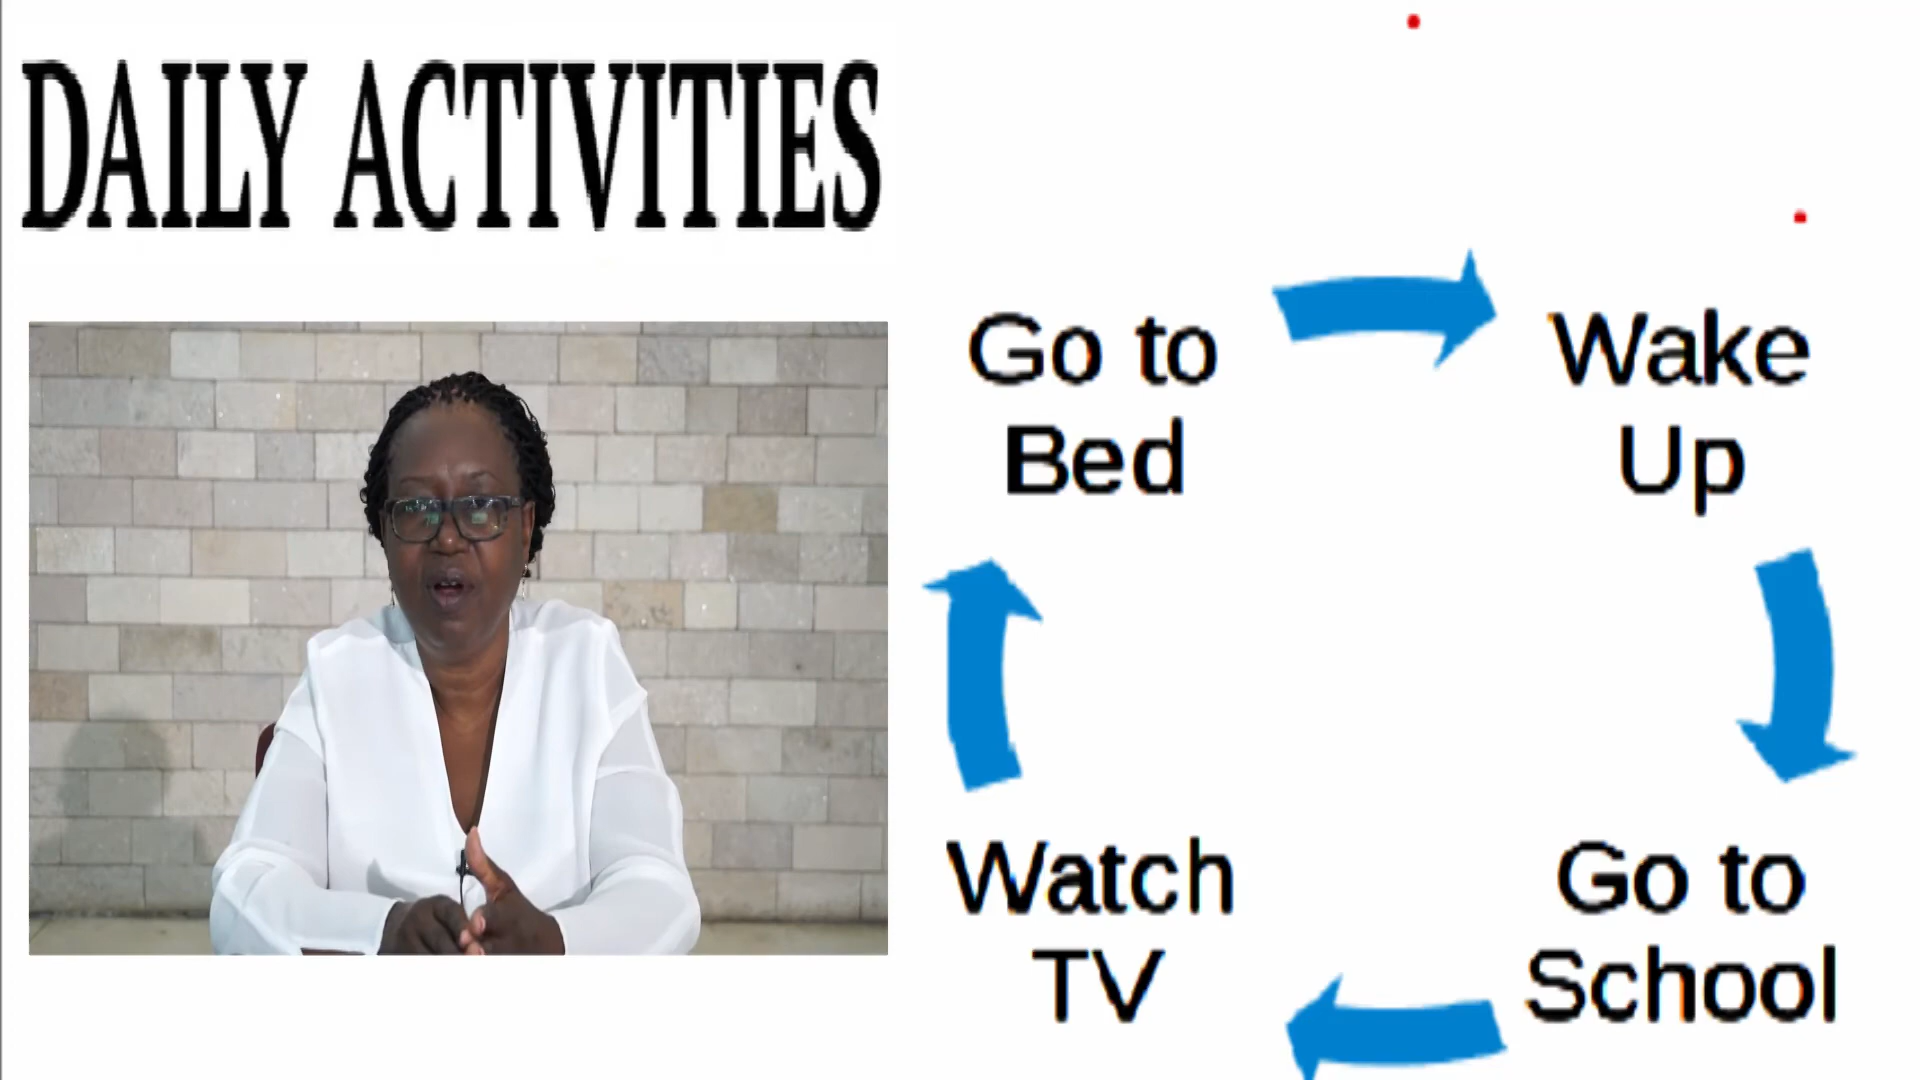 DAILY ACTIVITIES
Go to
Bed
Wake
Up
Go to
School
Watch
TV